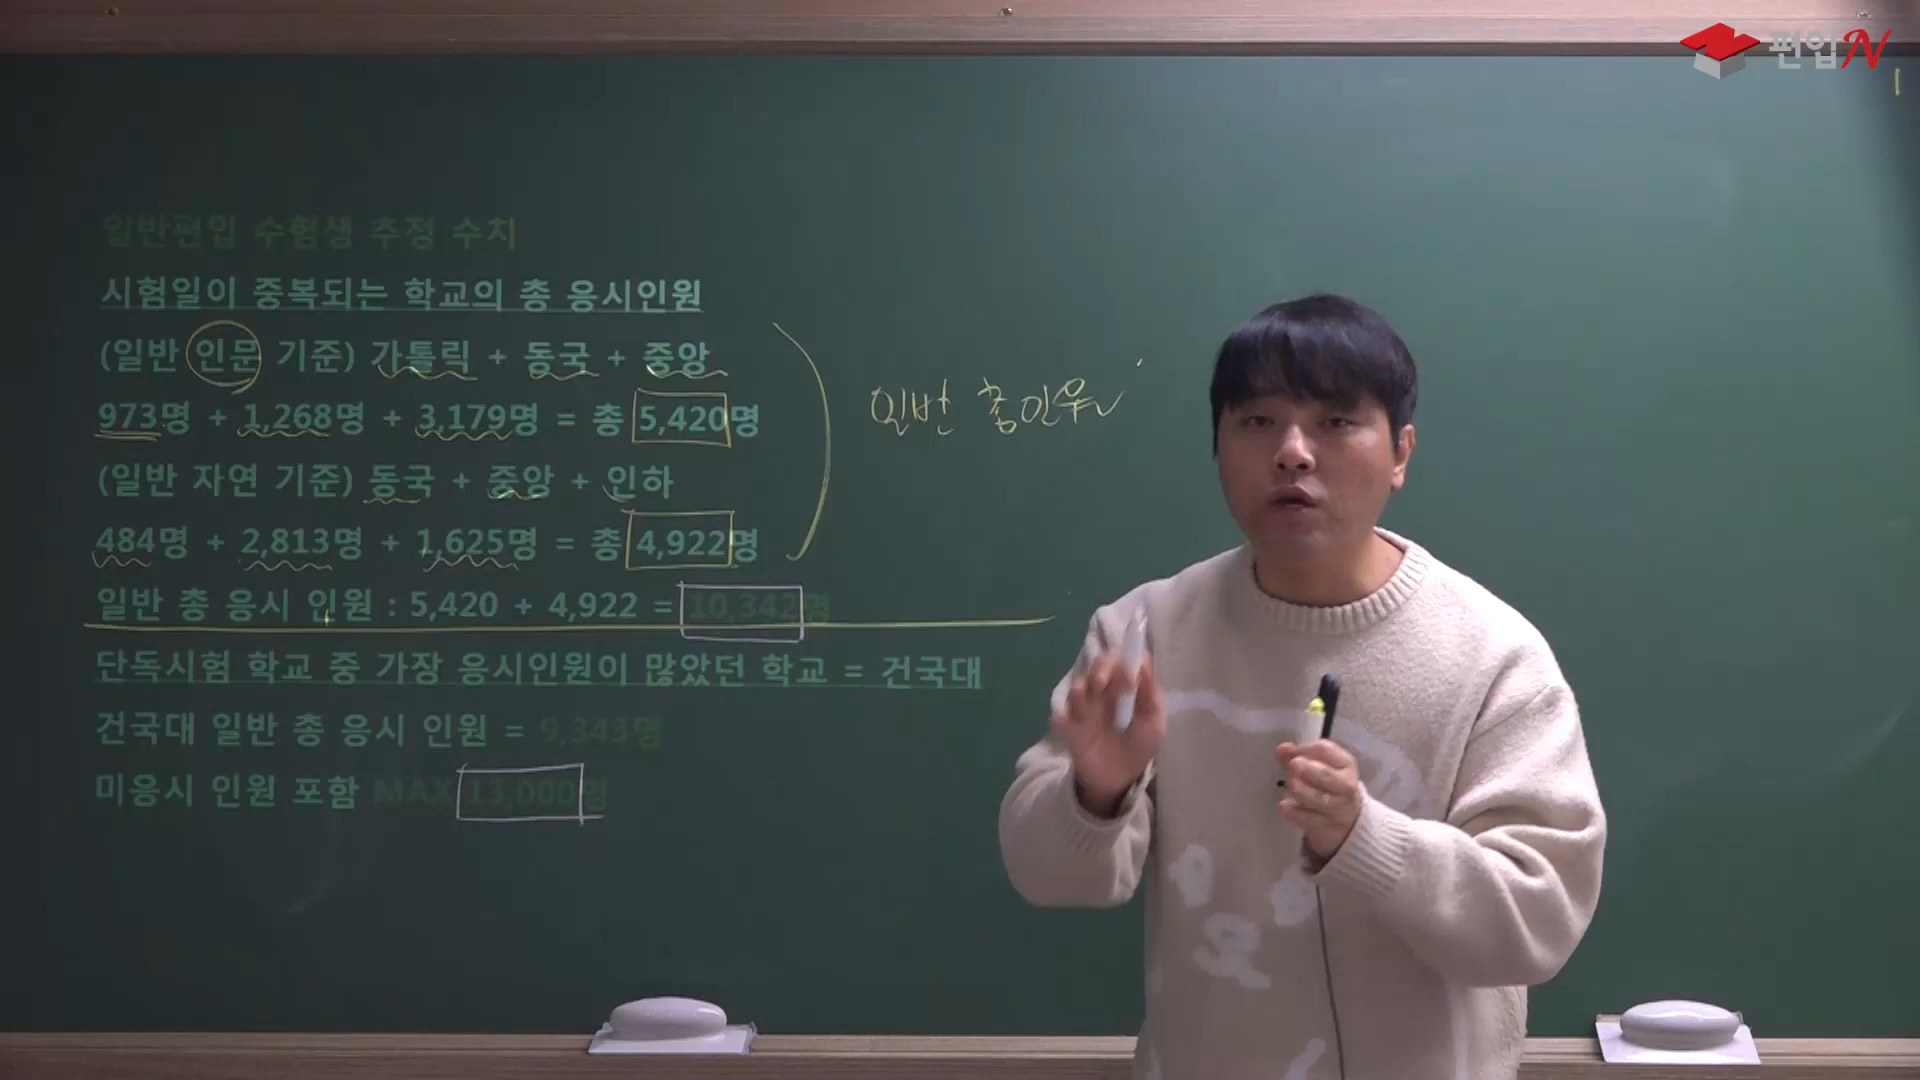 편입N
일반편입 수험생 추정 수치
시험일이 중복되는 학교의 총 응시인원
(일반 인문 기준) 가톨릭 + 동국 + 중앙
973명 + 1,268명 + 3,179명 = 총 5,420명
일반 총인원
(일반 자연 기준) 동국 + 중앙 + 인하
484명 + 2,813명 + 1,625명 = 총 4,922명
일반 총 응시 인원 : 5,420 + 4,922 = 10,342명
단독시험 학교 중 가장 응시인원이 많았던 학교 = 건국대
건국대 일반 총 응시 인원 = 9,343명
미응시 인원 포함 MAX 13,000명